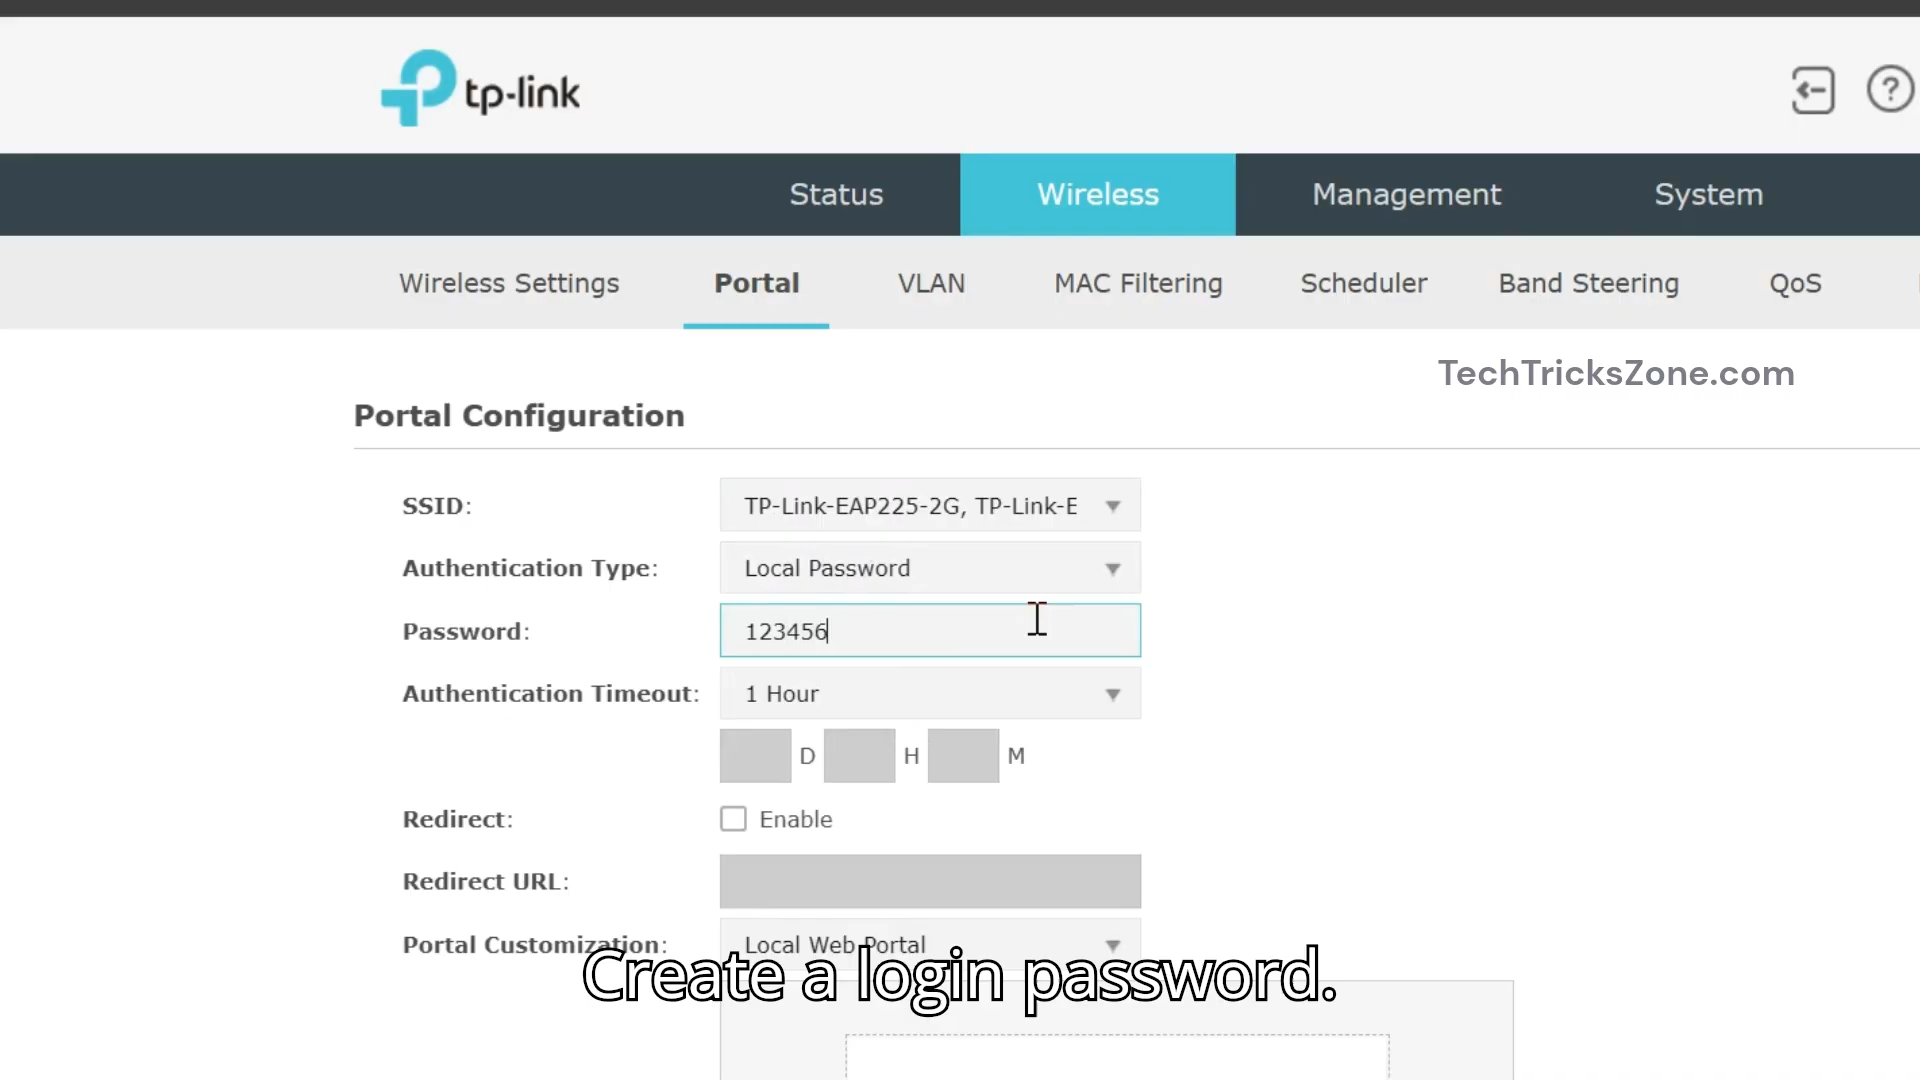 tp-link
Status Wireless Management System
Wireless Settings Portal VLAN MAC Filtering Scheduler Band Steering QoS
TechTricksZone.com
Portal Configuration
SSID: TP-Link-EAP225-2G, TP-Link-E
Authentication Type: Local Password
Password: 123456
Authentication Timeout: 1 Hour
D H M
Redirect: Enable
Redirect URL:
Portal Customization: Local Web Portal
Create a login password.